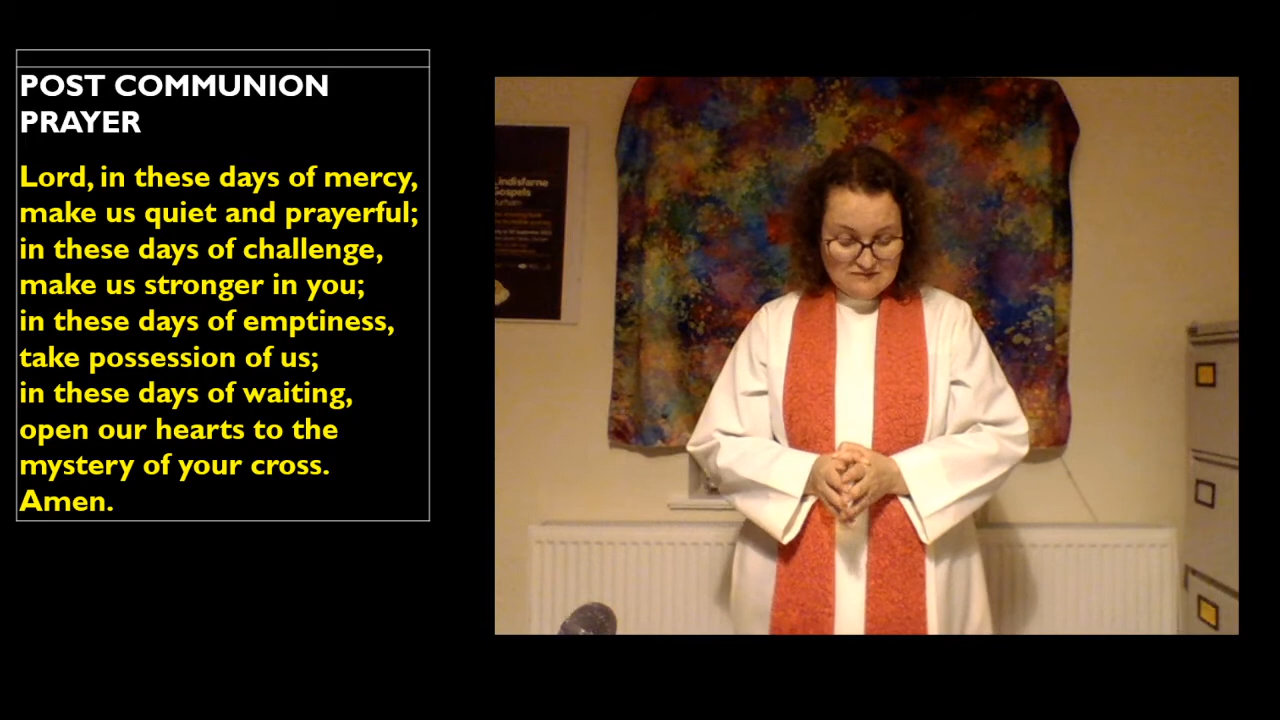 POST COMMUNION
PRAYER
Lord, in these days of mercy,
make us quiet and prayerful;
in these days of challenge,
make us stronger in you;
in these days of emptiness,
take possession of us;
in these days of waiting,
open our hearts to the
mystery of your cross.
Amen.
Lindisfarne
Gospels
Durham